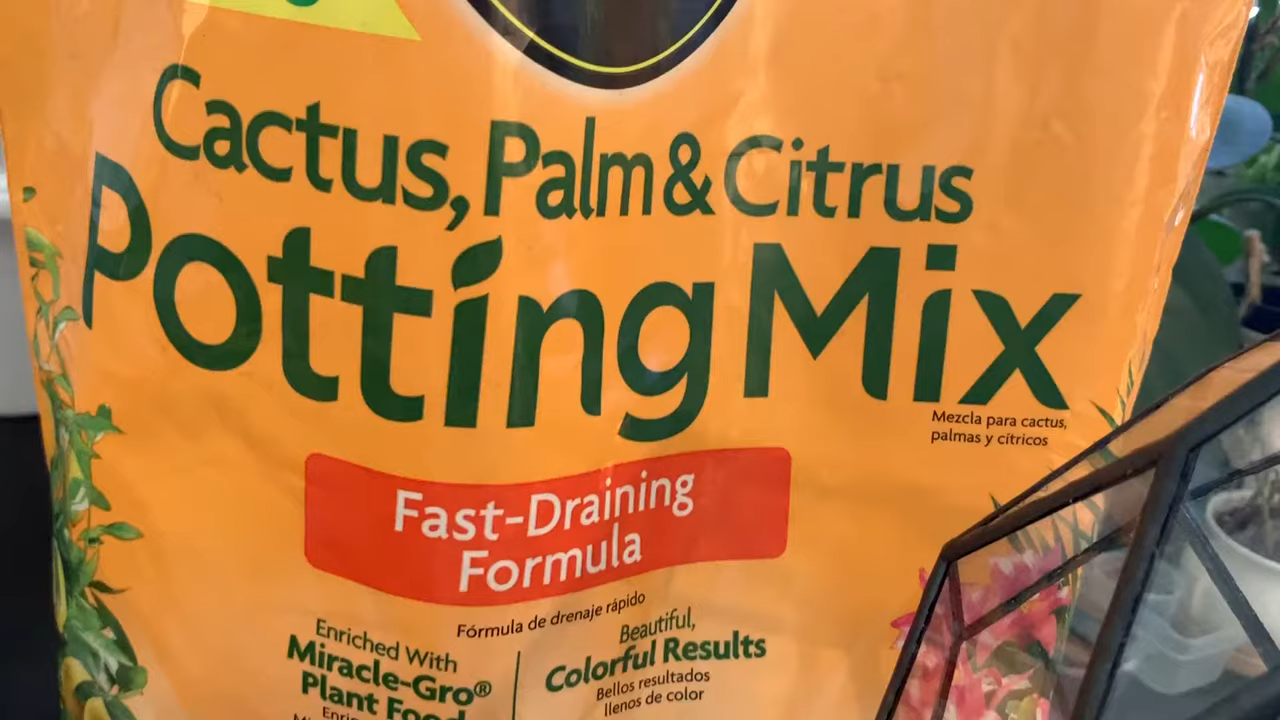 Cactus, Palm & Citrus
Potting Mix
Mezcla para cactus,
palmas y cítricos
Fast-Draining
Formula
Fórmula de drenaje rápido
Enriched With
Miracle-Gro®
Plant Food
Beautiful,
Colorful Results
Bellos resultados
llenos de color